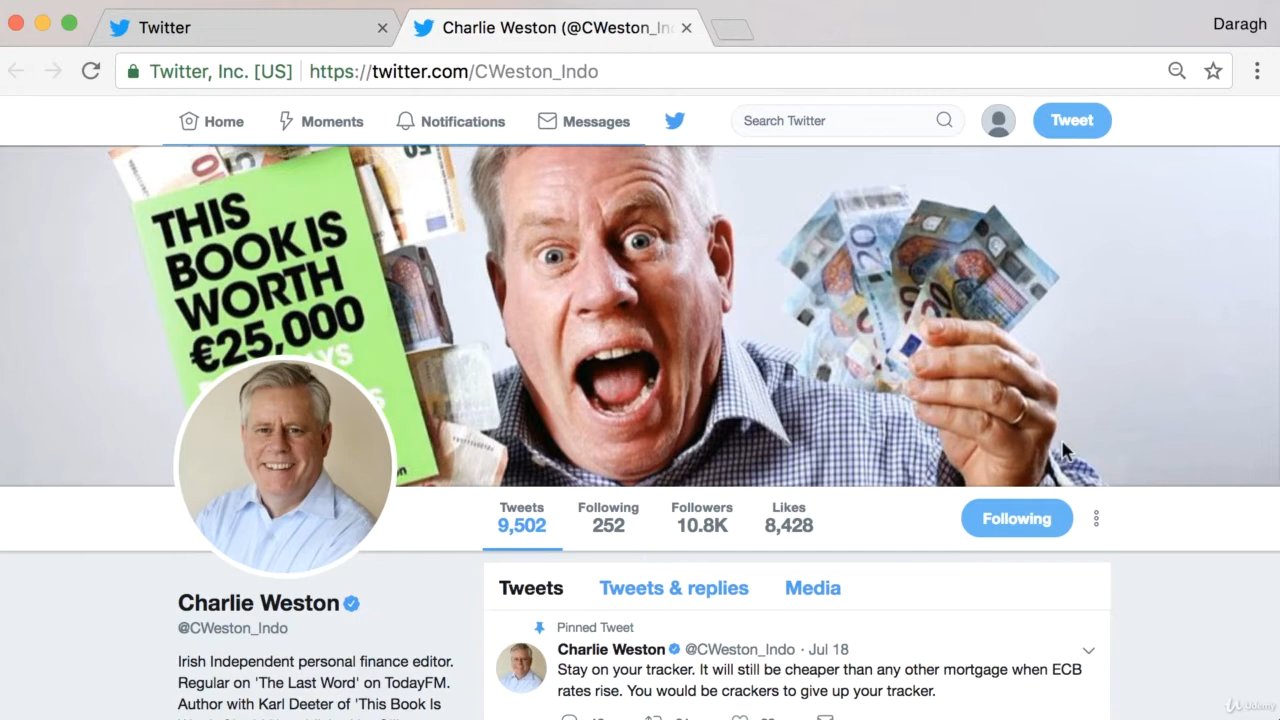 Twitter
Charlie Weston (@CWeston_In
Daragh
Twitter, Inc. [US] https://twitter.com/CWeston_Indo
Home
Moments
Notifications
Messages
Search Twitter
Tweet
THIS
BOOK IS
WORTH
€25,000
20
50
Tweets
9,502
Following
252
Followers
10.8K
Likes
8,428
Following
Charlie Weston
@CWeston_Indo
Irish Independent personal finance editor.
Regular on 'The Last Word' on TodayFM.
Author with Karl Deeter of 'This Book Is
Tweets
Tweets & replies
Media
Pinned Tweet
Charlie Weston @CWeston_Indo · Jul 18
Stay on your tracker. It will still be cheaper than any other mortgage when ECB
rates rise. You would be crackers to give up your tracker.
Udemy